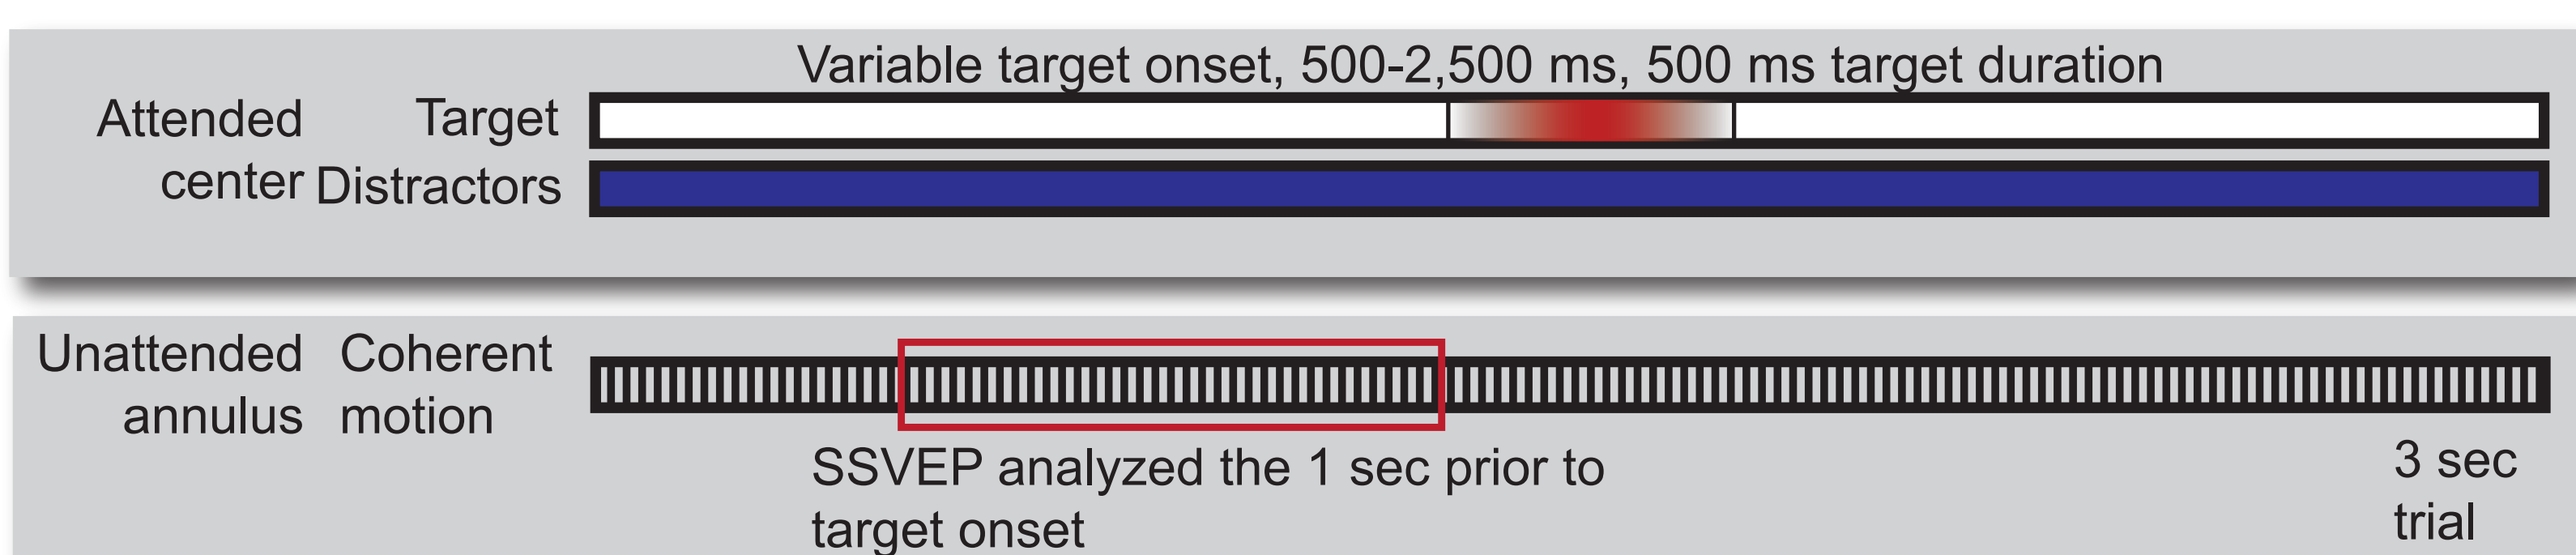 Variable target onset, 500-2,500 ms, 500 ms target duration
Attended Target
center Distractors
Unattended Coherent
annulus motion
SSVEP analyzed the 1 sec prior to
target onset
3 sec
trial